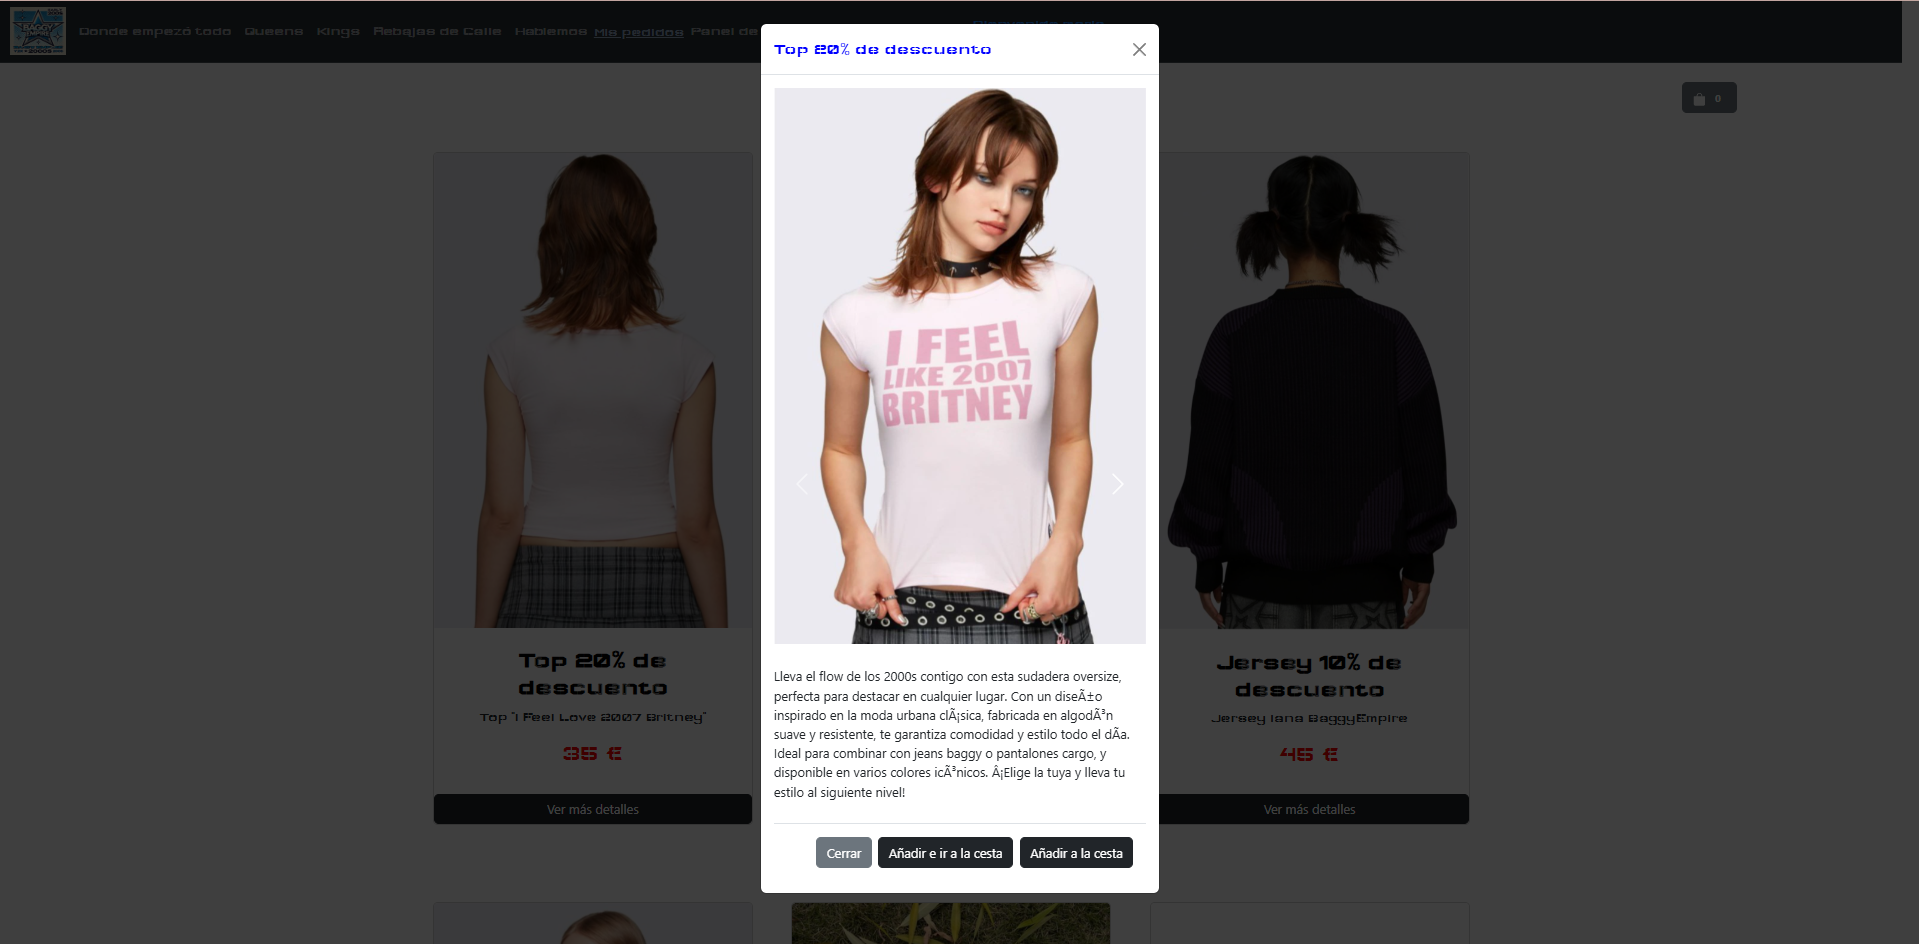 BAGGY
EMPIRE
2000S
Donde empezó todo Queens Kings Rebajas de Calle Hablemos Mis pedidos Panel de
0
Top 20% de descuento
I FEEL
LIKE 2007
BRITNEY
Lleva el flow de los 2000s contigo con esta sudadera oversize,
perfecta para destacar en cualquier lugar. Con un diseÃ±o
inspirado en la moda urbana clÃ¡sica, fabricada en algodÃ³n
suave y resistente, te garantiza comodidad y estilo todo el dÃa.
Ideal para combinar con jeans baggy o pantalones cargo, y
disponible en varios colores icÃ³nicos. Â¡Elige la tuya y lleva tu
estilo al siguiente nivel!
Cerrar
Añadir e ir a la cesta
Añadir a la cesta
Top 20% de
descuento
Top "I Feel Love 2007 Britney"
35 €
Ver más detalles
Jersey 10% de
descuento
Jersey lana BaggyEmpire
45 €
Ver más detalles